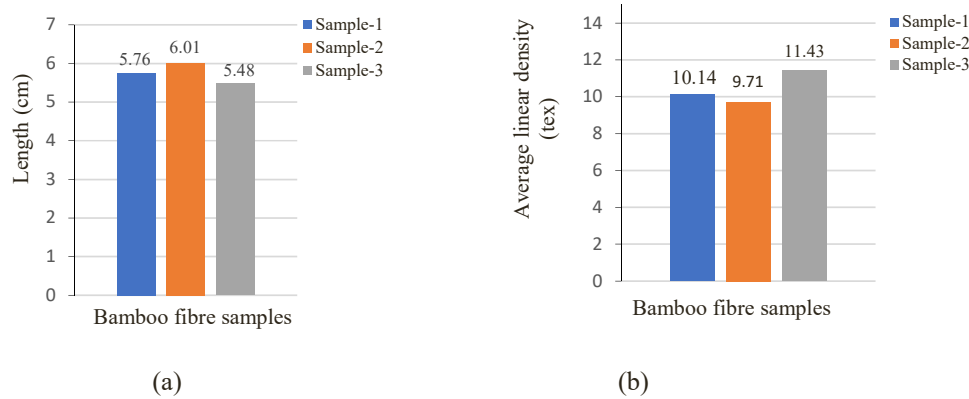 7
6
5
4
3
2
1
0
Length (cm)
5.76
6.01
5.48
Sample-1
Sample-2
Sample-3
Bamboo fibre samples
(a)
14
12
10
8
6
4
2
0
Average linear density
(tex)
10.14
9.71
11.43
Sample-1
Sample-2
Sample-3
Bamboo fibre samples
(b)